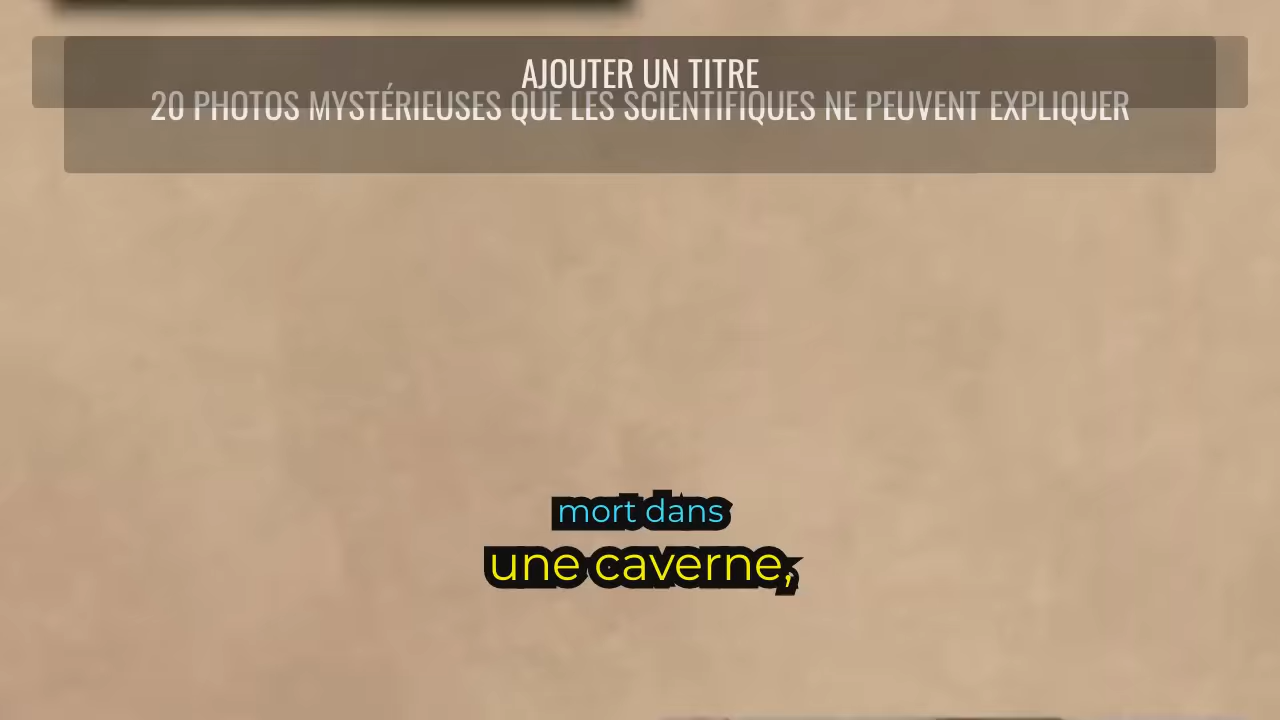 AJOUTER UN TITRE
20 PHOTOS MYSTÉRIEUSES QUE LES SCIENTIFIQUES NE PEUVENT EXPLIQUER
mort dans
une caverne,